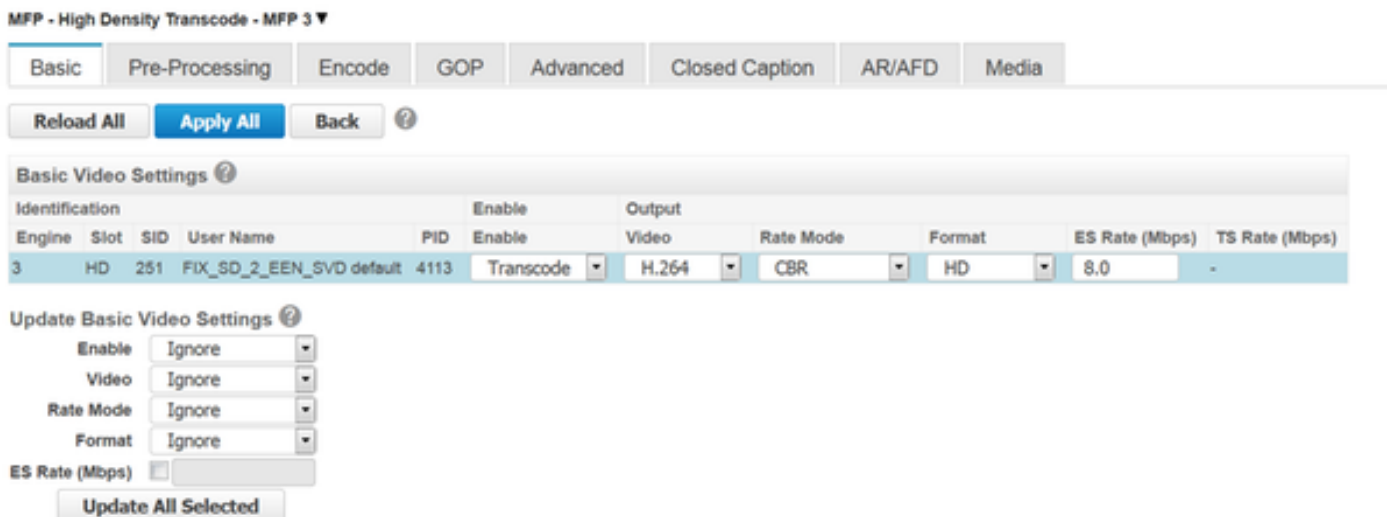 MFP - High Density Transcode - MFP 3 ▼
Basic Pre-Processing Encode GOP Advanced Closed Caption AR/AFD Media
Reload All Apply All Back ?
Basic Video Settings ?
Identification Enable Output
Engine Slot SID User Name PID Enable Video Rate Mode Format ES Rate (Mbps) TS Rate (Mbps)
3 HD 251 FIX_SD_2_EEN_SVD default 4113 Transcode H.264 CBR HD 8.0 -
Update Basic Video Settings ?
Enable Ignore
Video Ignore
Rate Mode Ignore
Format Ignore
ES Rate (Mbps)
Update All Selected